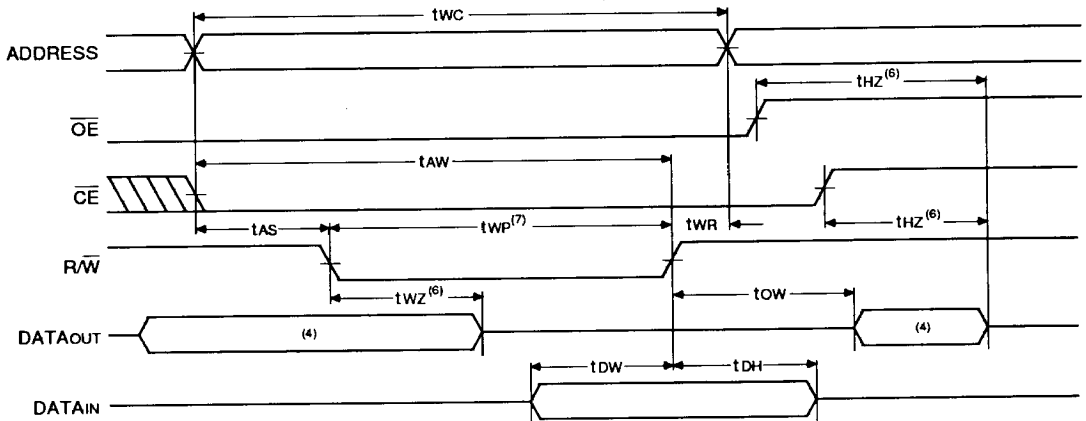 tWC
ADDRESS
tHZ(6)
OE
tAW
CE
tAS
tWP(7)
tWR
tHZ(6)
R/W
tWZ(6)
tOW
DATAOUT
(4)
(4)
tDW
tDH
DATAIN